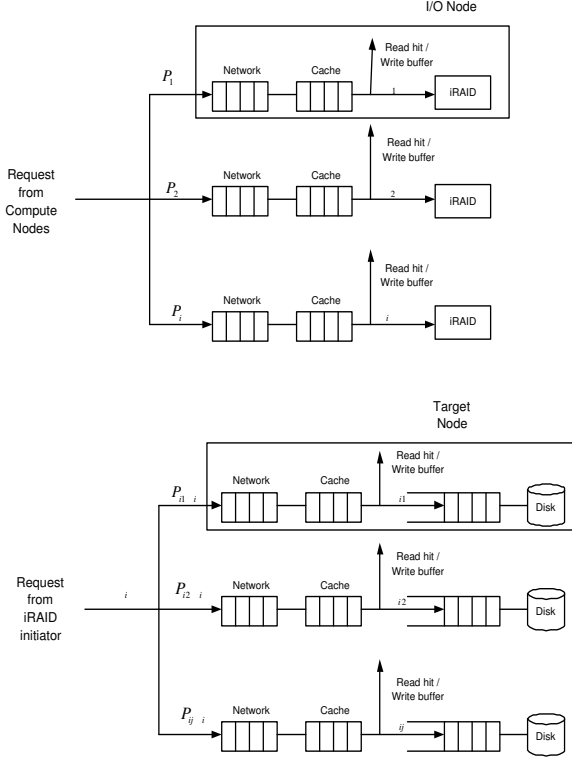 I/O Node
Read hit /
Write buffer
Network
Cache
P1
1
iRAID
Read hit /
Write buffer
Request
from
Compute
Nodes
Network
Cache
P2
2
iRAID
Read hit /
Write buffer
Network
Cache
Pi
i
iRAID
Target
Node
Read hit /
Write buffer
Network
Cache
Pi1 i
i1
Disk
Read hit /
Write buffer
Request
from
iRAID
initiator
i
Network
Cache
Pi2 i
i2
Disk
Read hit /
Write buffer
Network
Cache
Pij i
ij
Disk